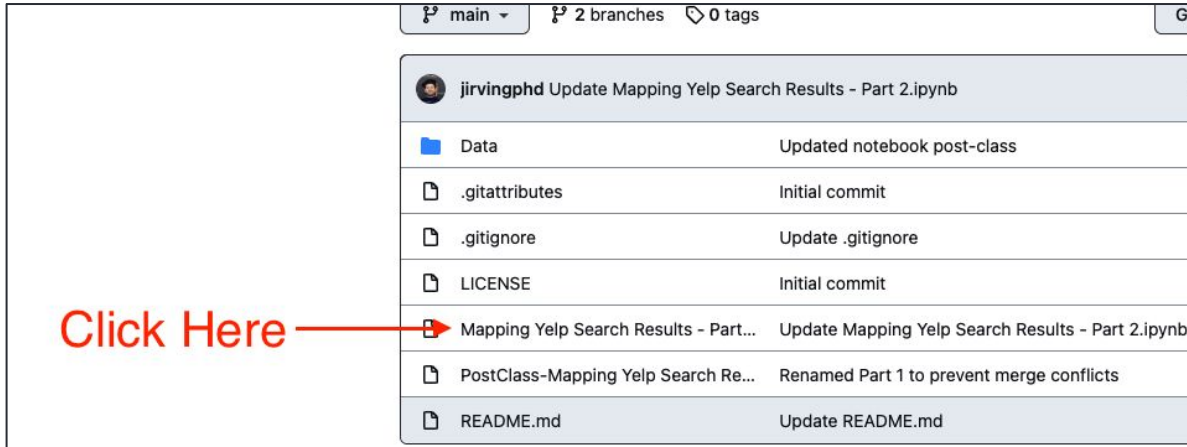 main 2 branches 0 tags G
jirvingphd Update Mapping Yelp Search Results - Part 2.ipynb
Data Updated notebook post-class
.gitattributes Initial commit
.gitignore Update .gitignore
LICENSE Initial commit
Click Here Mapping Yelp Search Results - Part... Update Mapping Yelp Search Results - Part 2.ipynb
PostClass-Mapping Yelp Search Re... Renamed Part 1 to prevent merge conflicts
README.md Update README.md